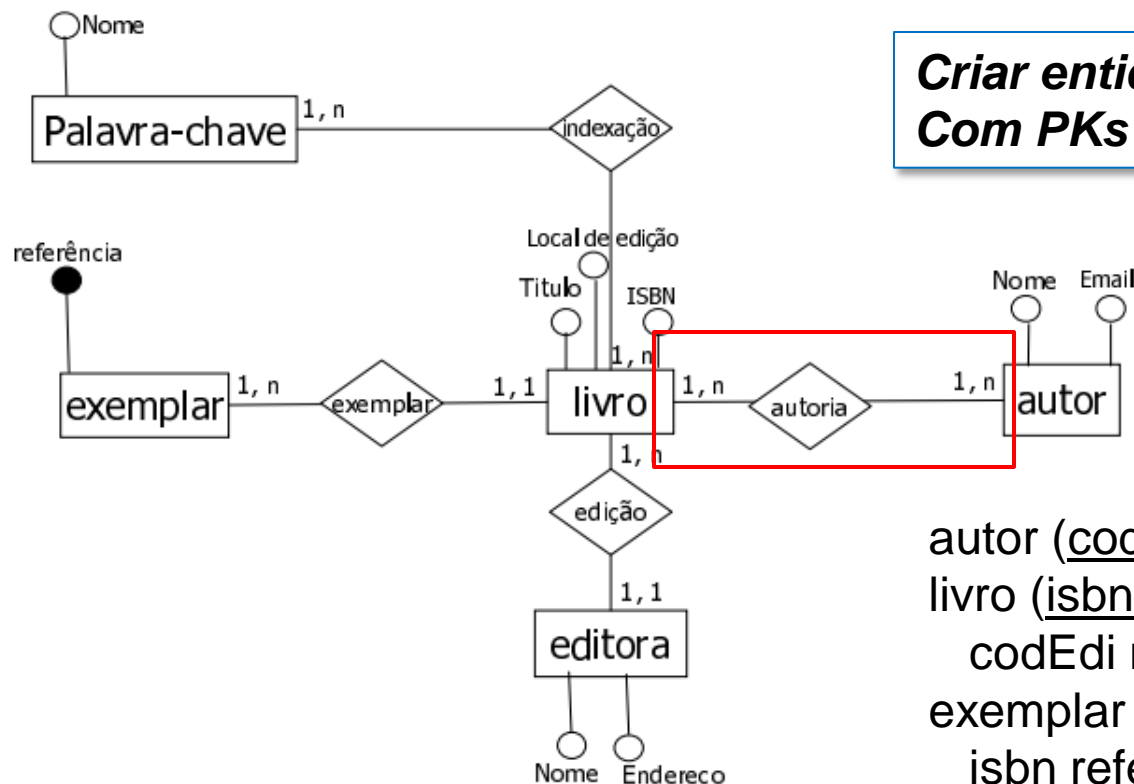 Nome
Criar entid
Com PKs
Palavra-chave
1, n
indexação
referência
Local de edição
Titulo
ISBN
Nome
Email
1, n
exemplar
1, n
exemplar
1, 1
livro
1, n
autoria
1, n
autor
1, n
edição
1, 1
editora
Nome
Endereco
autor (cod
livro (isbn
codEdi r
exemplar
isbn refe